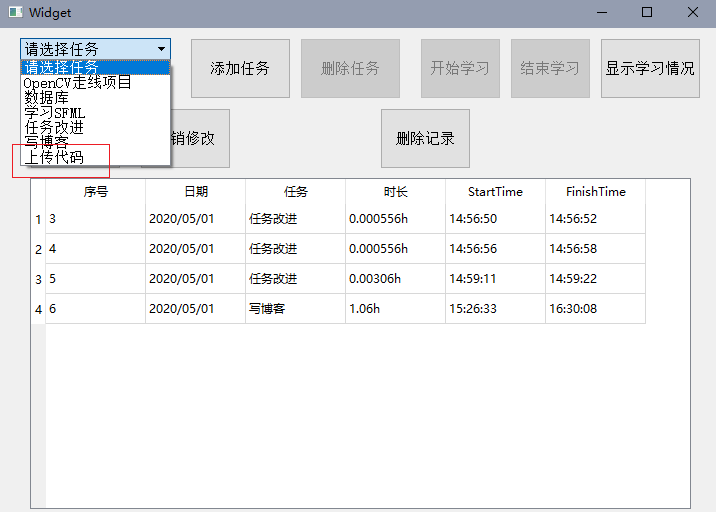 Widget
请选择任务
添加任务
删除任务
开始学习
结束学习
显示学习情况
请选择任务
OpenCV走线项目
数据库
学习SFML
任务改进
写博客
上传代码
销修改
删除记录
序号 日期 任务 时长 StartTime FinishTime
1 3 2020/05/01 任务改进 0.000556h 14:56:50 14:56:52
2 4 2020/05/01 任务改进 0.000556h 14:56:56 14:56:58
3 5 2020/05/01 任务改进 0.00306h 14:59:11 14:59:22
4 6 2020/05/01 写博客 1.06h 15:26:33 16:30:08